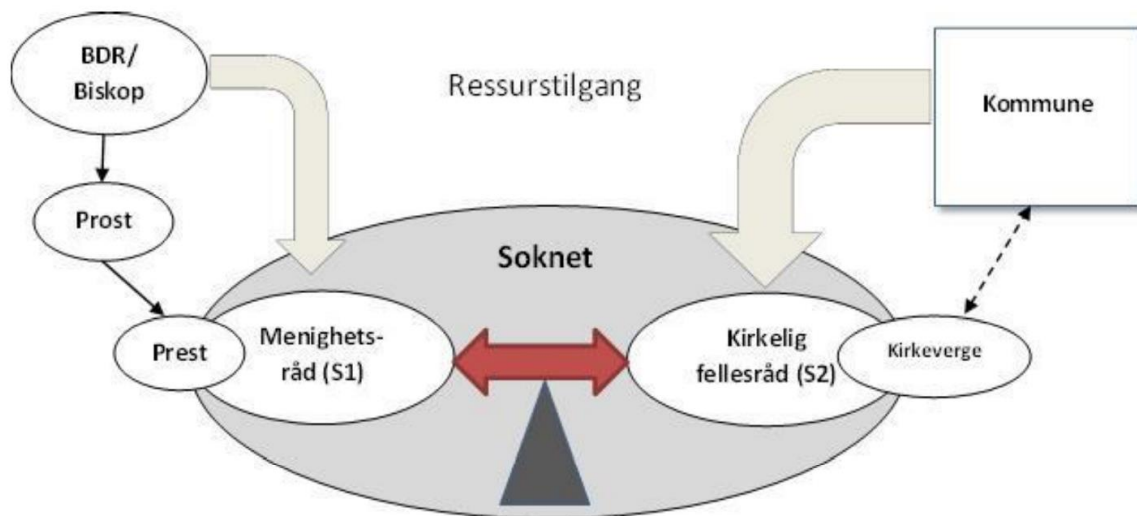 BDR/
Biskop
Ressurstilgang
Kommune
Prost
Soknet
Prest
Menighets-
råd (S1)
Kirkelig
fellesråd (S2)
Kirkeverge